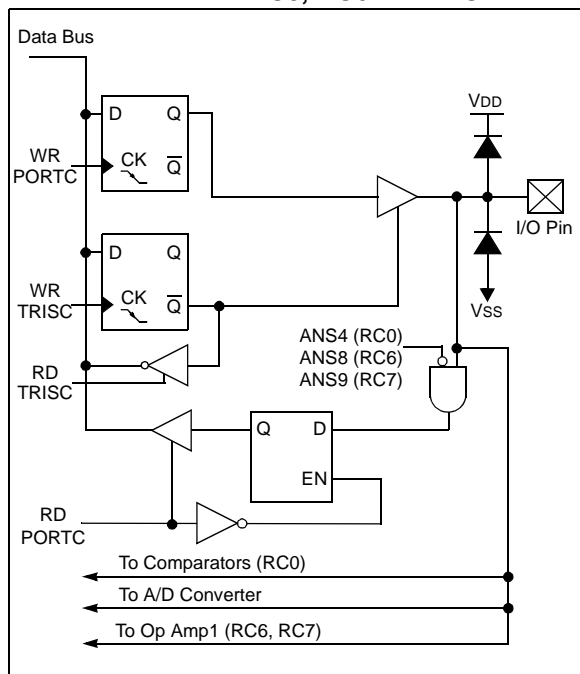 Data Bus
D Q
WR
PORTC
CK
Q
VDD
I/O Pin
D Q
WR
TRISC
CK
Q
VSS
ANS4 (RC0)
ANS8 (RC6)
ANS9 (RC7)
RD
TRISC
Q D
EN
RD
PORTC
To Comparators (RC0)
To A/D Converter
To Op Amp1 (RC6, RC7)